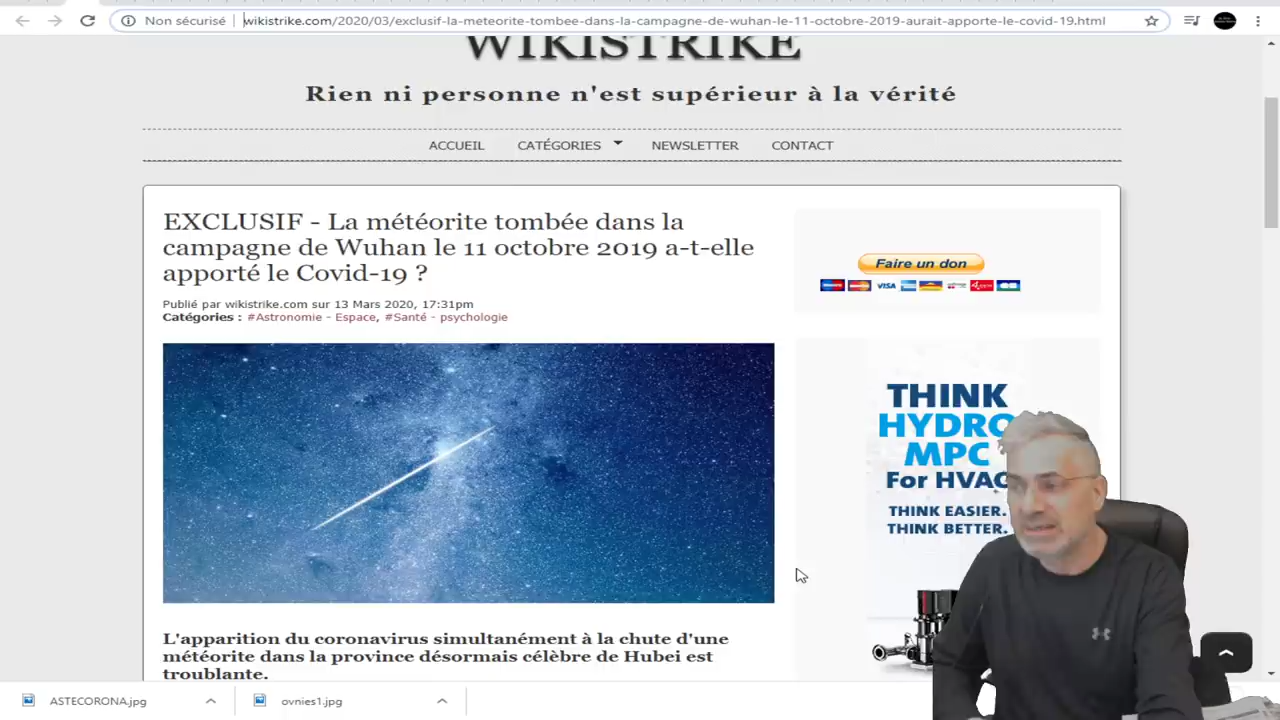 Non sécurisé
wikistrike.com/2020/03/exclusif-la-meteorite-tombee-dans-la-campagne-de-wuhan-le-11-octobre-2019-aurait-apporte-le-covid-19.html
WIKISTRIKE
Rien ni personne n'est supérieur à la vérité
ACCUEIL
CATÉGORIES
NEWSLETTER
CONTACT
EXCLUSIF - La météorite tombée dans la
campagne de Wuhan le 11 octobre 2019 a-t-elle
apporté le Covid-19 ?
Publié par wikistrike.com sur 13 Mars 2020, 17:31pm
Catégories : #Astronomie - Espace, #Santé - psychologie
L'apparition du coronavirus simultanément à la chute d'une
météorite dans la province désormais célèbre de Hubei est
troublante.
Faire un don
VISA
THINK
HYDRO
MPC
For HVAC
THINK EASIER.
THINK BETTER.
ASTECORONA.jpg
ovnies1.jpg